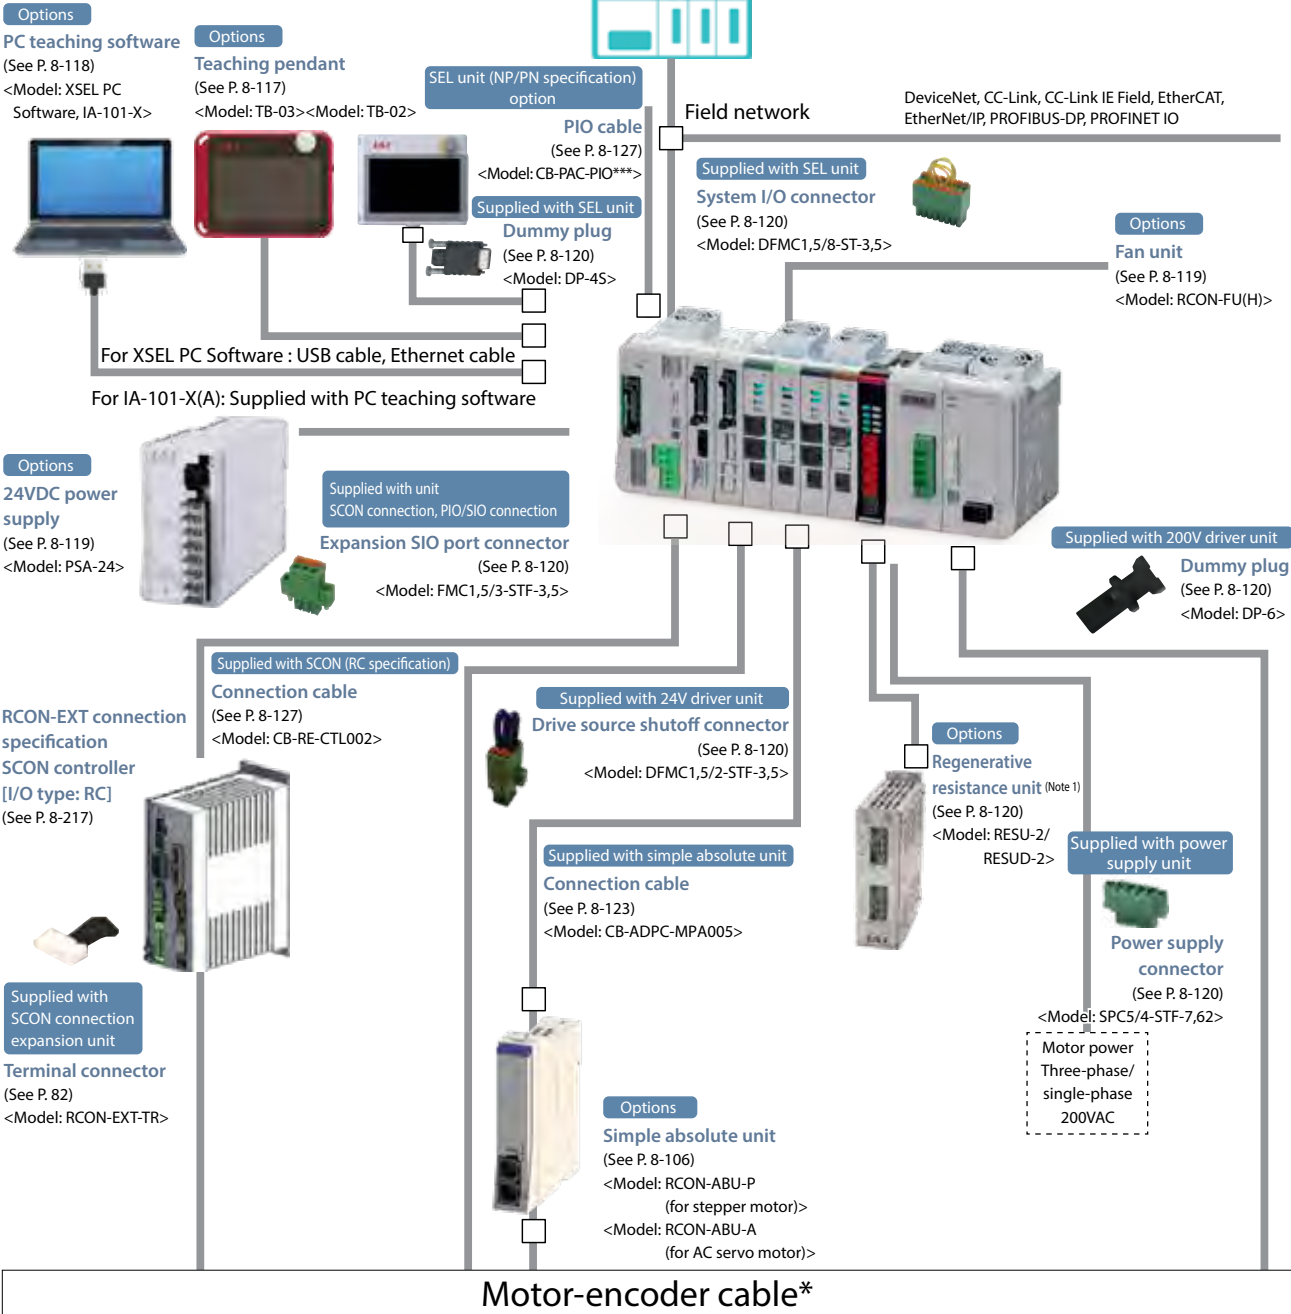 Options
PC teaching software
(See P. 8-118)
<Model: XSEL PC
Software, IA-101-X>
Options
Teaching pendant
(See P. 8-117)
<Model: TB-03><Model: TB-02>
SEL unit (NP/PN specification)
option
PIO cable
(See P. 8-127)
<Model: CB-PAC-PIO***>
Supplied with SEL unit
Dummy plug
(See P. 8-120)
<Model: DP-4S>
Field network
DeviceNet, CC-Link, CC-Link IE Field, EtherCAT,
EtherNet/IP, PROFIBUS-DP, PROFINET IO
Supplied with SEL unit
System I/O connector
(See P. 8-120)
<Model: DFMC1,5/8-ST-3,5>
Options
Fan unit
(See P. 8-119)
<Model: RCON-FU(H)>
For XSEL PC Software : USB cable, Ethernet cable
For IA-101-X(A): Supplied with PC teaching software
Options
24VDC power
supply
(See P. 8-119)
<Model: PSA-24>
Supplied with unit
SCON connection, PIO/SIO connection
Expansion SIO port connector
(See P. 8-120)
<Model: FMC1,5/3-STF-3,5>
Supplied with 200V driver unit
Dummy plug
(See P. 8-120)
<Model: DP-6>
Supplied with SCON (RC specification)
Connection cable
(See P. 8-127)
<Model: CB-RE-CTL002>
RCON-EXT connection
specification
SCON controller
[I/O type: RC]
(See P. 8-217)
Supplied with 24V driver unit
Drive source shutoff connector
(See P. 8-120)
<Model: DFMC1,5/2-STF-3,5>
Options
Regenerative
resistance unit (Note 1)
(See P. 8-120)
<Model: RESU-2/
RESUD-2>
Supplied with power
supply unit
Power supply
connector
(See P. 8-120)
<Model: SPC5/4-STF-7,62>
Motor power
Three-phase/
single-phase
200VAC
Supplied with simple absolute unit
Connection cable
(See P. 8-123)
<Model: CB-ADPC-MPA005>
Supplied with
SCON connection
expansion unit
Terminal connector
(See P. 82)
<Model: RCON-EXT-TR>
Options
Simple absolute unit
(See P. 8-106)
<Model: RCON-ABU-P
(for stepper motor)>
<Model: RCON-ABU-A
(for AC servo motor)>
Motor-encoder cable*